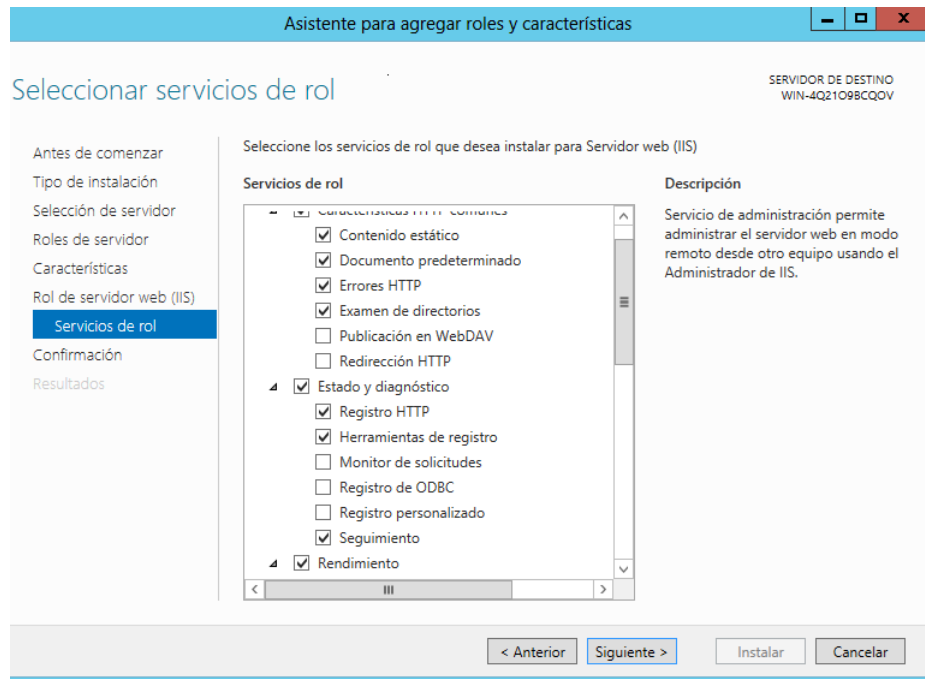 Asistente para agregar roles y características
Seleccionar servicios de rol
SERVIDOR DE DESTINO
WIN-4Q21O9BCQOV
Antes de comenzar
Tipo de instalación
Selección de servidor
Roles de servidor
Características
Rol de servidor web (IIS)
Servicios de rol
Confirmación
Resultados
Seleccione los servicios de rol que desea instalar para Servidor web (IIS)
Servicios de rol
Características HTTP comunes
Contenido estático
Documento predeterminado
Errores HTTP
Examen de directorios
Publicación en WebDAV
Redirección HTTP
Estado y diagnóstico
Registro HTTP
Herramientas de registro
Monitor de solicitudes
Registro de ODBC
Registro personalizado
Seguimiento
Rendimiento
Descripción
Servicio de administración permite
administrar el servidor web en modo
remoto desde otro equipo usando el
Administrador de IIS.
< Anterior
Siguiente >
Instalar
Cancelar